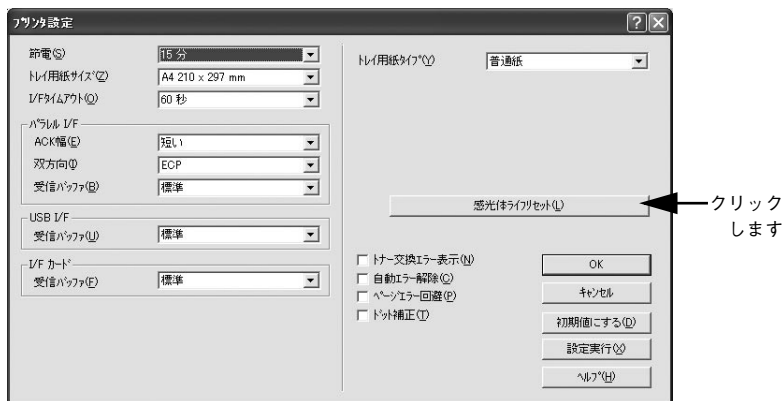 プリンタ設定
節電(S) 15 分
トレイ用紙サイズ(Z) A4 210 x 297 mm
I/Fタイムアウト(O) 60 秒
パラレル I/F
ACK幅(E) 短い
双方向(I) ECP
受信バッファ(B) 標準
USB I/F
受信バッファ(U) 標準
I/F カード
受信バッファ(F) 標準
トレイ用紙タイプ(Y) 普通紙
感光体ライフリセット(L)
クリック
します
トナー交換エラー表示(N)
自動エラー解除(C)
ページエラー回避(P)
ドット補正(T)
OK
キャンセル
初期値にする(D)
設定実行(X)
ヘルプ(H)